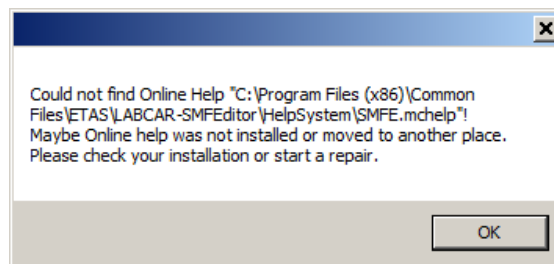 Could not find Online Help "C:\Program Files (x86)\Common
Files\ETAS\LABCAR-SMFEditor\HelpSystem\SMFE.mchelp"!
Maybe Online help was not installed or moved to another place.
Please check your installation or start a repair.
OK